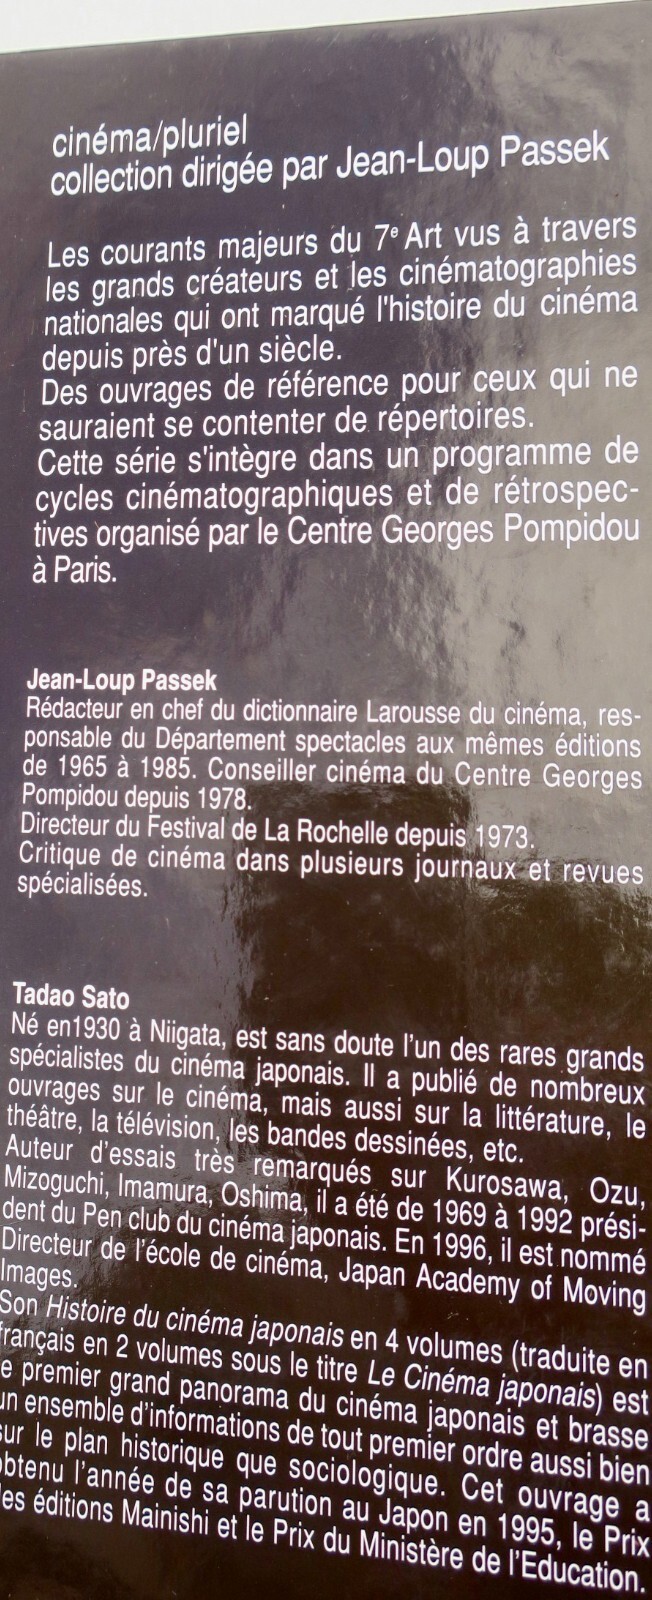 cinéma/pluriel
collection dirigée par Jean-Loup Passek
Les courants majeurs du 7e Art vus à travers
les grands créateurs et les cinématographies
nationales qui ont marqué l'histoire du cinéma
depuis près d'un siècle.
Des ouvrages de référence pour ceux qui ne
sauraient se contenter de répertoires.
Cette série s'intègre dans un programme de
cycles cinématographiques et de rétrospec-
tives organisé par le Centre Georges Pompidou
à Paris.
Jean-Loup Passek
Rédacteur en chef du dictionnaire Larousse du cinéma, res-
ponsable du Département spectacles aux mêmes éditions
de 1965 à 1985. Conseiller cinéma du Centre Georges
Pompidou depuis 1978.
Directeur du Festival de La Rochelle depuis 1973.
Critique de cinéma dans plusieurs journaux et revues
spécialisées.
Tadao Sato
Né en1930 à Niigata, est sans doute l'un des rares grands
spécialistes du cinéma japonais. Il a publié de nombreux
ouvrages sur le cinéma, mais aussi sur la littérature, le
théâtre, la télévision, les bandes dessinées, etc.
Auteur d'essais très remarqués sur Kurosawa, Ozu,
Mizoguchi, Imamura, Oshima, il a été de 1969 à 1992 prési-
dent du Pen club du cinéma japonais. En 1996, il est nommé
Directeur de l'école de cinéma, Japan Academy of Moving
Images.
Son Histoire du cinéma japonais en 4 volumes (traduite en
français en 2 volumes sous le titre Le Cinéma japonais) est
e premier grand panorama du cinéma japonais et brasse
un ensemble d'informations de tout premier ordre aussi bien
sur le plan historique que sociologique. Cet ouvrage a
obtenu l'année de sa parution au Japon en 1995, le Prix
des éditions Mainishi et le Prix du Ministère de l'Education.